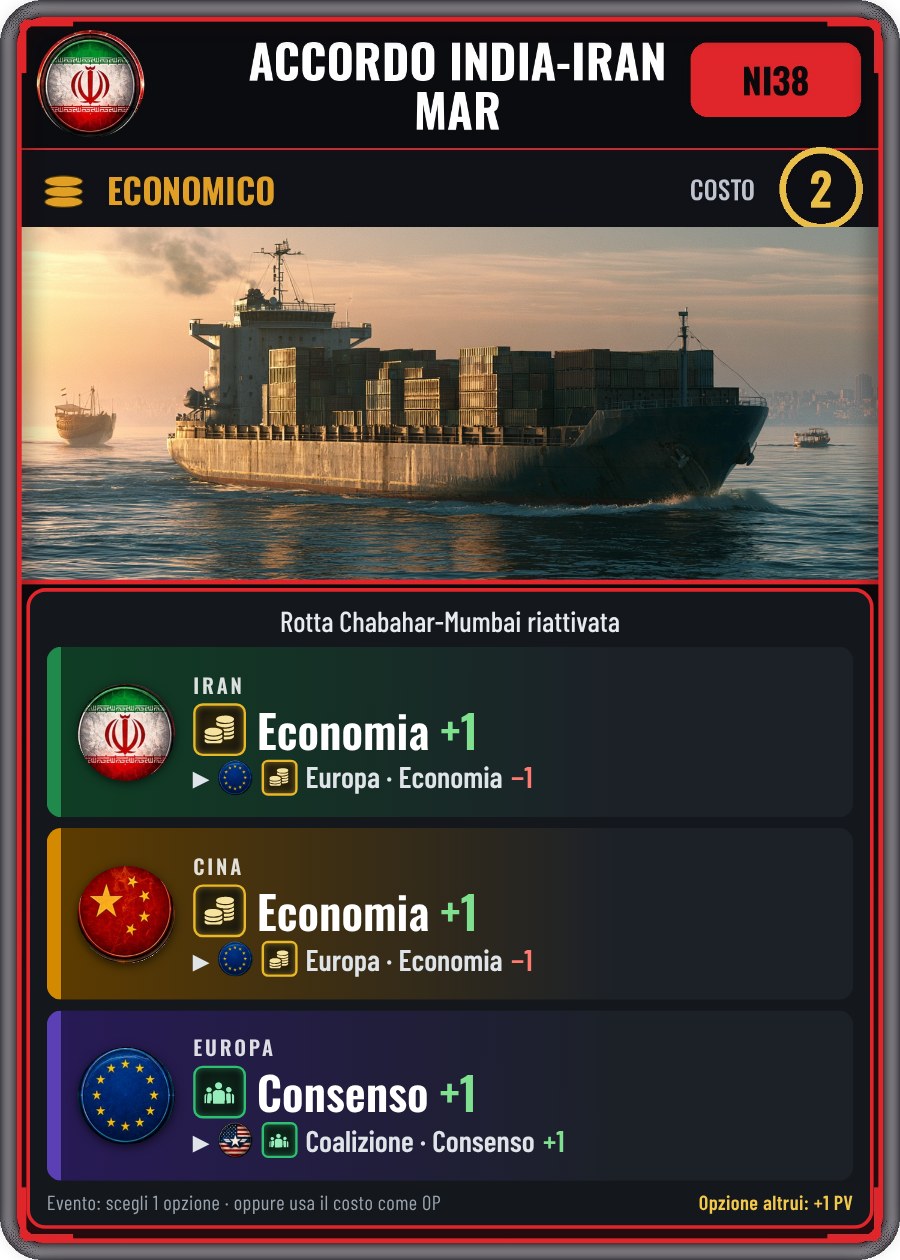 ACCORDO INDIA-IRAN
MAR
NI38
ECONOMICO
COSTO
2
Rotta Chabahar-Mumbai riattivata
IRAN
Economia +1
▶ Europa · Economia −1
CINA
Economia +1
▶ Europa · Economia −1
EUROPA
Consenso +1
▶ Coalizione · Consenso +1
Evento: scegli 1 opzione · oppure usa il costo come OP
Opzione altrui: +1 PV